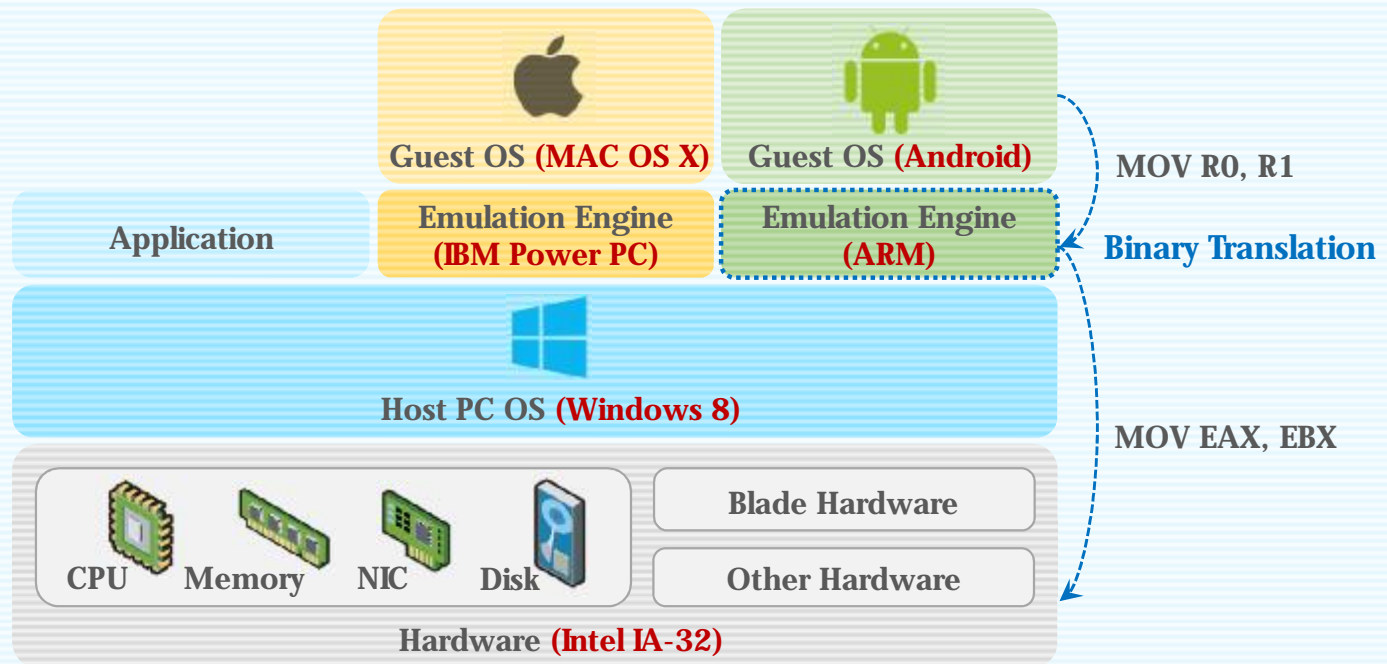 Guest OS (MAC OS X)
Guest OS (Android)
MOV R0, R1
Application
Emulation Engine
(IBM Power PC)
Emulation Engine
(ARM)
Binary Translation
Host PC OS (Windows 8)
MOV EAX, EBX
CPU
Memory
NIC
Disk
Blade Hardware
Other Hardware
Hardware (Intel IA-32)